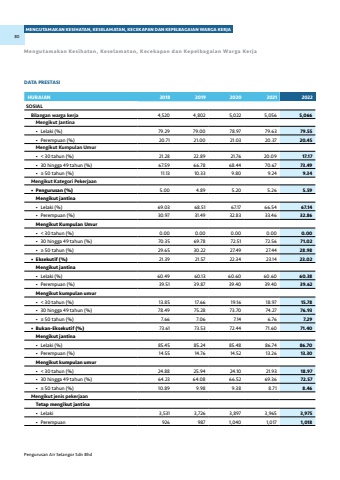 MENGUTAMAKAN KESIHATAN, KESELAMATAN, KECEKAPAN DAN KEPELBAGAIAN WARGA KERJA
80
Mengutamakan Kesihatan, Keselamatan, Kecekapan dan Kepelbagaian Warga Kerja
DATA PRESTASI
HURAIAN 2018 2019 2020 2021 2022
SOSIAL
Bilangan warga kerja 4,520 4,802 5,022 5,056 5,066
Mengikut Jantina
• Lelaki (%) 79.29 79.00 78.97 79.63 79.55
• Perempuan (%) 20.71 21.00 21.03 20.37 20.45
Mengikut Kumpulan Umur
• < 30 tahun (%) 21.28 22.89 21.76 20.09 17.17
• 30 hingga 49 tahun (%) 67.59 66.78 68.44 70.67 73.49
• ≥ 50 tahun (%) 11.13 10.33 9.80 9.24 9.34
Mengikut Kategori Pekerjaan
• Pengurusan (%) 5.00 4.89 5.20 5.26 5.59
Mengikut jantina
• Lelaki (%) 69.03 68.51 67.17 66.54 67.14
• Perempuan (%) 30.97 31.49 32.83 33.46 32.86
Mengikut Kumpulan Umur
• < 30 tahun (%) 0.00 0.00 0.00 0.00 0.00
• 30 hingga 49 tahun (%) 70.35 69.78 72.51 72.56 71.02
• ≥ 50 tahun (%) 29.65 30.22 27.49 27.44 28.98
• Eksekutif (%) 21.39 21.57 22.34 23.14 23.02
Mengikut jantina
• Lelaki (%) 60.49 60.13 60.60 60.60 60.38
• Perempuan (%) 39.51 39.87 39.40 39.40 39.62
Mengikut kumpulan umur
• < 30 tahun (%) 13.85 17.66 19.16 18.97 15.78
• 30 hingga 49 tahun (%) 78.49 75.28 73.70 74.27 76.93
• ≥ 50 tahun (%) 7.66 7.06 7.14 6.76 7.29
• Bukan-Eksekutif (%) 73.61 73.53 72.44 71.60 71.40
Mengikut jantina
• Lelaki (%) 85.45 85.24 85.48 86.74 86.70
• Perempuan (%) 14.55 14.76 14.52 13.26 13.30
Mengikut kumpulan umur
• < 30 tahun (%) 24.88 25.94 24.10 21.93 18.97
• 30 hingga 49 tahun (%) 64.23 64.08 66.52 69.36 72.57
• ≥ 50 tahun (%) 10.89 9.98 9.38 8.71 8.46
Mengikut jenis pekerjaan
Tetap mengikut jantina
• Lelaki 3,531 3,726 3,897 3,965 3,975
• Perempuan 926 987 1,040 1,017 1,018
Pengurusan Air Selangor Sdn Bhd